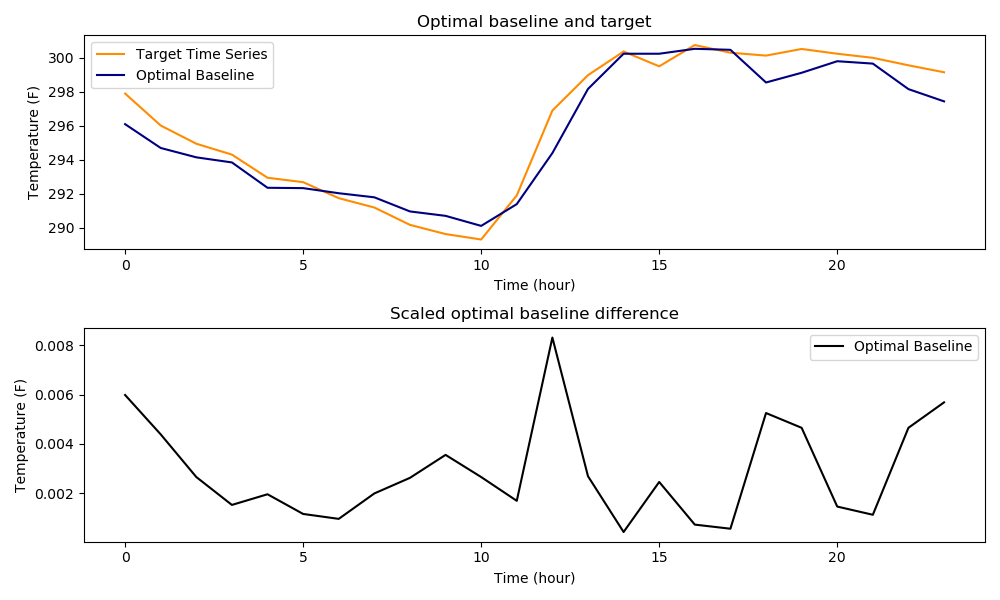 Optimal baseline and target
Target Time Series
Optimal Baseline
Temperature (F)
300
298
296
294
292
290
0 5 10 15 20
Time (hour)
Scaled optimal baseline difference
Optimal Baseline
Temperature (F)
0.008
0.006
0.004
0.002
0 5 10 15 20
Time (hour)